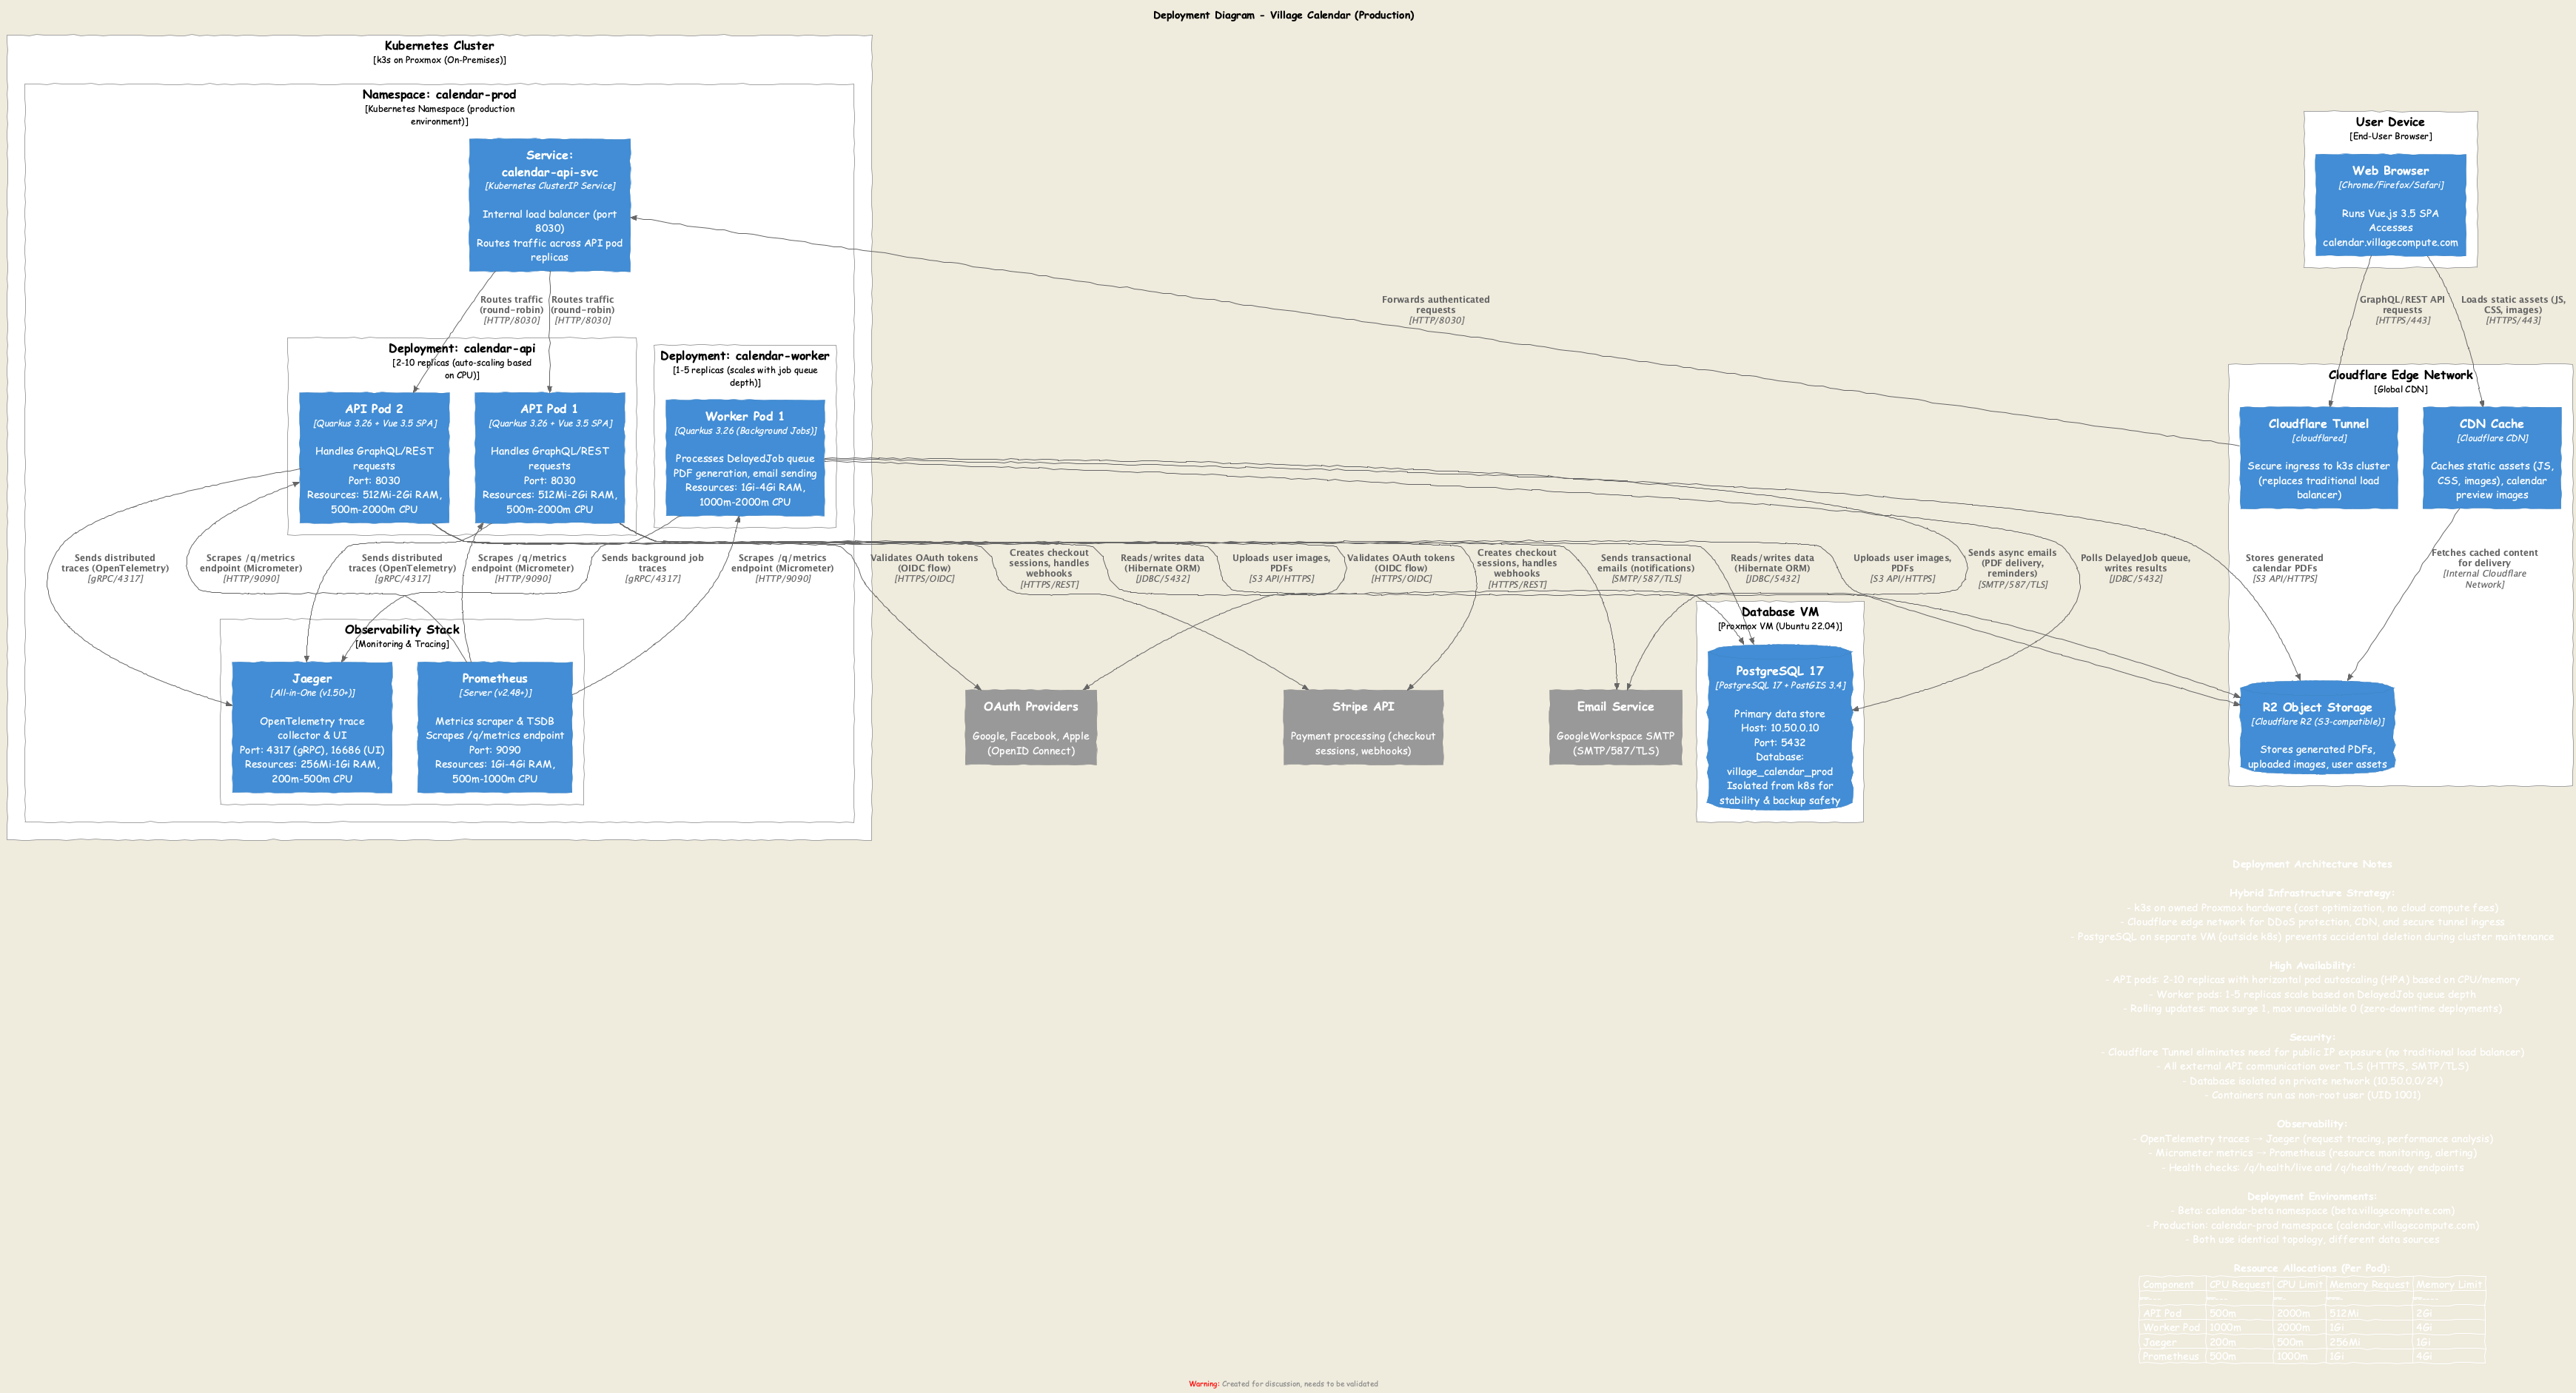 Deployment Diagram - Village Calendar (Production)
Kubernetes Cluster
[k3s on Proxmox (On-Premises)]
Namespace: calendar-prod
[Kubernetes Namespace (production
environment)]
Service:
calendar-api-svc
[Kubernetes ClusterIP Service]
Internal load balancer (port
8030)
Routes traffic across API pod
replicas
User Device
[End-User Browser]
Web Browser
[Chrome/Firefox/Safari]
Runs Vue.js 3.5 SPA
Accesses
calendar.villagecompute.com
Routes traffic
(round-robin)
[HTTP/8030]
Routes traffic
(round-robin)
[HTTP/8030]
Forwards authenticated
requests
[HTTP/8030]
GraphQL/REST API
requests
[HTTPS/443]
Loads static assets (JS,
CSS, images)
[HTTPS/443]
Deployment: calendar-api
[2-10 replicas (auto-scaling based
on CPU)]
API Pod 2
[Quarkus 3.26 + Vue 3.5 SPA]
Handles GraphQL/REST
requests
Port: 8030
Resources: 512Mi-2Gi RAM,
500m-2000m CPU
API Pod 1
[Quarkus 3.26 + Vue 3.5 SPA]
Handles GraphQL/REST
requests
Port: 8030
Resources: 512Mi-2Gi RAM,
500m-2000m CPU
Deployment: calendar-worker
[1-5 replicas (scales with job queue
depth)]
Worker Pod 1
[Quarkus 3.26 (Background Jobs)]
Processes DelayedJob queue
PDF generation, email sending
Resources: 1Gi-4Gi RAM,
1000m-2000m CPU
Cloudflare Edge Network
[Global CDN]
Cloudflare Tunnel
[cloudflared]
Secure ingress to k3s cluster
(replaces traditional load
balancer)
CDN Cache
[Cloudflare CDN]
Caches static assets (JS,
CSS, images), calendar
preview images
Sends distributed
traces (OpenTelemetry)
[gRPC/4317]
Scrapes /q/metrics
endpoint (Micrometer)
[HTTP/9090]
Sends distributed
traces (OpenTelemetry)
[gRPC/4317]
Scrapes /q/metrics
endpoint (Micrometer)
[HTTP/9090]
Sends background job
traces
[gRPC/4317]
Scrapes /q/metrics
endpoint (Micrometer)
[HTTP/9090]
Validates OAuth tokens
(OIDC flow)
[HTTPS/OIDC]
Creates checkout
sessions, handles
webhooks
[HTTPS/REST]
Reads/writes data
(Hibernate ORM)
[JDBC/5432]
Uploads user images,
PDFs
[S3 API/HTTPS]
Validates OAuth tokens
(OIDC flow)
[HTTPS/OIDC]
Creates checkout
sessions, handles
webhooks
[HTTPS/REST]
Sends transactional
emails (notifications)
[SMTP/587/TLS]
Reads/writes data
(Hibernate ORM)
[JDBC/5432]
Uploads user images,
PDFs
[S3 API/HTTPS]
Sends async emails
(PDF delivery,
reminders)
[SMTP/587/TLS]
Polls DelayedJob queue,
writes results
[JDBC/5432]
Stores generated
calendar PDFs
[S3 API/HTTPS]
Fetches cached content
for delivery
[Internal Cloudflare
Network]
Observability Stack
[Monitoring & Tracing]
Jaeger
[All-in-One (v1.50+)]
OpenTelemetry trace
collector & UI
Port: 4317 (gRPC), 16686 (UI)
Resources: 256Mi-1Gi RAM,
200m-500m CPU
Prometheus
[Server (v2.48+)]
Metrics scraper & TSDB
Scrapes /q/metrics endpoint
Port: 9090
Resources: 1Gi-4Gi RAM,
500m-1000m CPU
OAuth Providers
Google, Facebook, Apple
(OpenID Connect)
Stripe API
Payment processing (checkout
sessions, webhooks)
Email Service
GoogleWorkspace SMTP
(SMTP/587/TLS)
Database VM
[Proxmox VM (Ubuntu 22.04)]
PostgreSQL 17
[PostgreSQL 17 + PostGIS 3.4]
Primary data store
Host: 10.50.0.10
Port: 5432
Database:
village_calendar_prod
Isolated from k8s for
stability & backup safety
R2 Object Storage
[Cloudflare R2 (S3-compatible)]
Stores generated PDFs,
uploaded images, user assets
Deployment Architecture Notes
Hybrid Infrastructure Strategy:
- k3s on owned Proxmox hardware (cost optimization, no cloud compute fees)
- Cloudflare edge network for DDoS protection, CDN, and secure tunnel ingress
- PostgreSQL on separate VM (outside k8s) prevents accidental deletion during cluster maintenance
High Availability:
- API pods: 2-10 replicas with horizontal pod autoscaling (HPA) based on CPU/memory
- Worker pods: 1-5 replicas scale based on DelayedJob queue depth
- Rolling updates: max surge 1, max unavailable 0 (zero-downtime deployments)
Security:
- Cloudflare Tunnel eliminates need for public IP exposure (no traditional load balancer)
- All external API communication over TLS (HTTPS, SMTP/TLS)
- Database isolated on private network (10.50.0.0/24)
- Containers run as non-root user (UID 1001)
Observability:
- OpenTelemetry traces → Jaeger (request tracing, performance analysis)
- Micrometer metrics → Prometheus (resource monitoring, alerting)
- Health checks: /q/health/live and /q/health/ready endpoints
Deployment Environments:
- Beta: calendar-beta namespace (beta.villagecompute.com)
- Production: calendar-prod namespace (calendar.villagecompute.com)
- Both use identical topology, different data sources
Resource Allocations (Per Pod):
Component CPU Request CPU Limit Memory Request Memory Limit
API Pod 500m 2000m 512Mi 2Gi
Worker Pod 1000m 2000m 1Gi 4Gi
Jaeger 200m 500m 256Mi 1Gi
Prometheus 500m 1000m 1Gi 4Gi
Warning: Created for discussion, needs to be validated